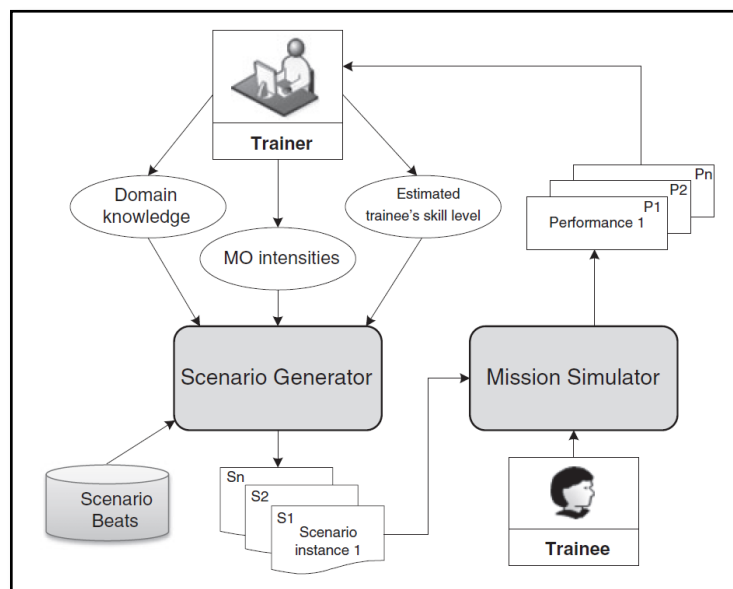 Trainer
Domain
knowledge
Estimated
trainee's skill level
MO intensities
Pn
P2
P1
Performance 1
Scenario Generator
Mission Simulator
Scenario
Beats
Sn
S2
S1
Scenario
instance 1
Trainee